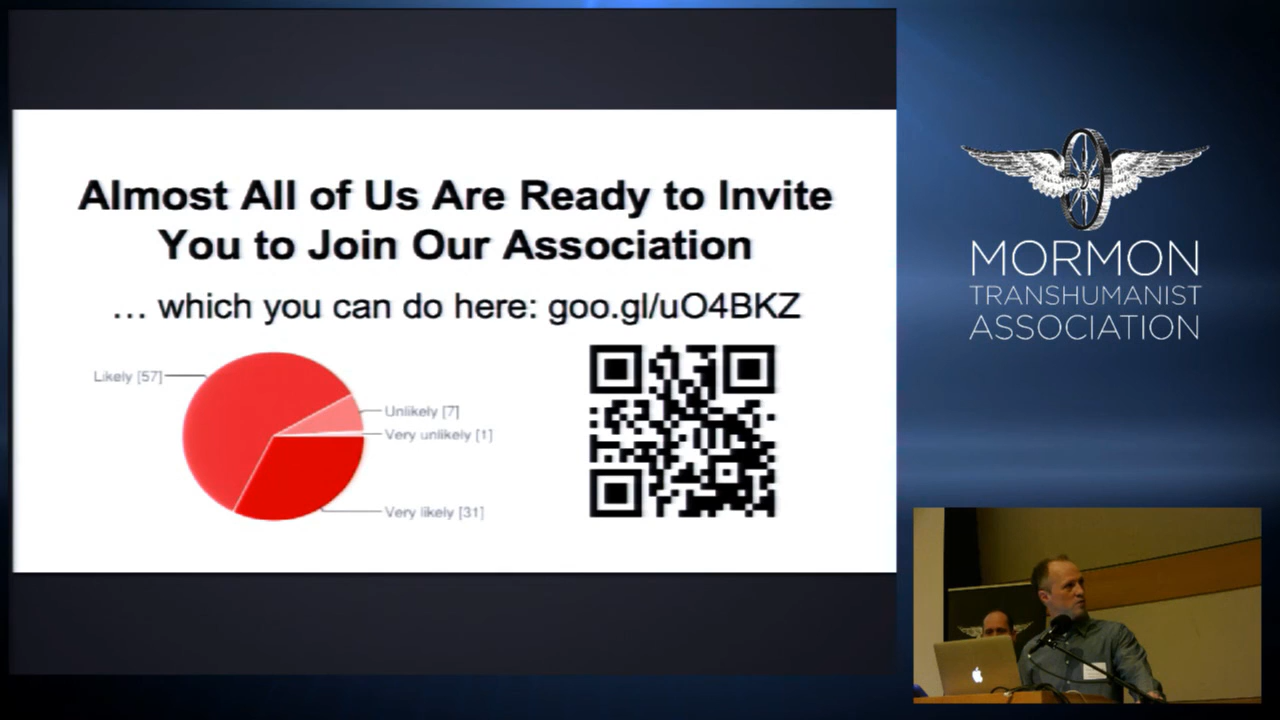 Almost All of Us Are Ready to Invite
You to Join Our Association
... which you can do here: goo.gl/uO4BKZ
Likely [57]
Unlikely [7]
Very unlikely [1]
Very likely [31]
MORMON
TRANSHUMANIST
ASSOCIATION